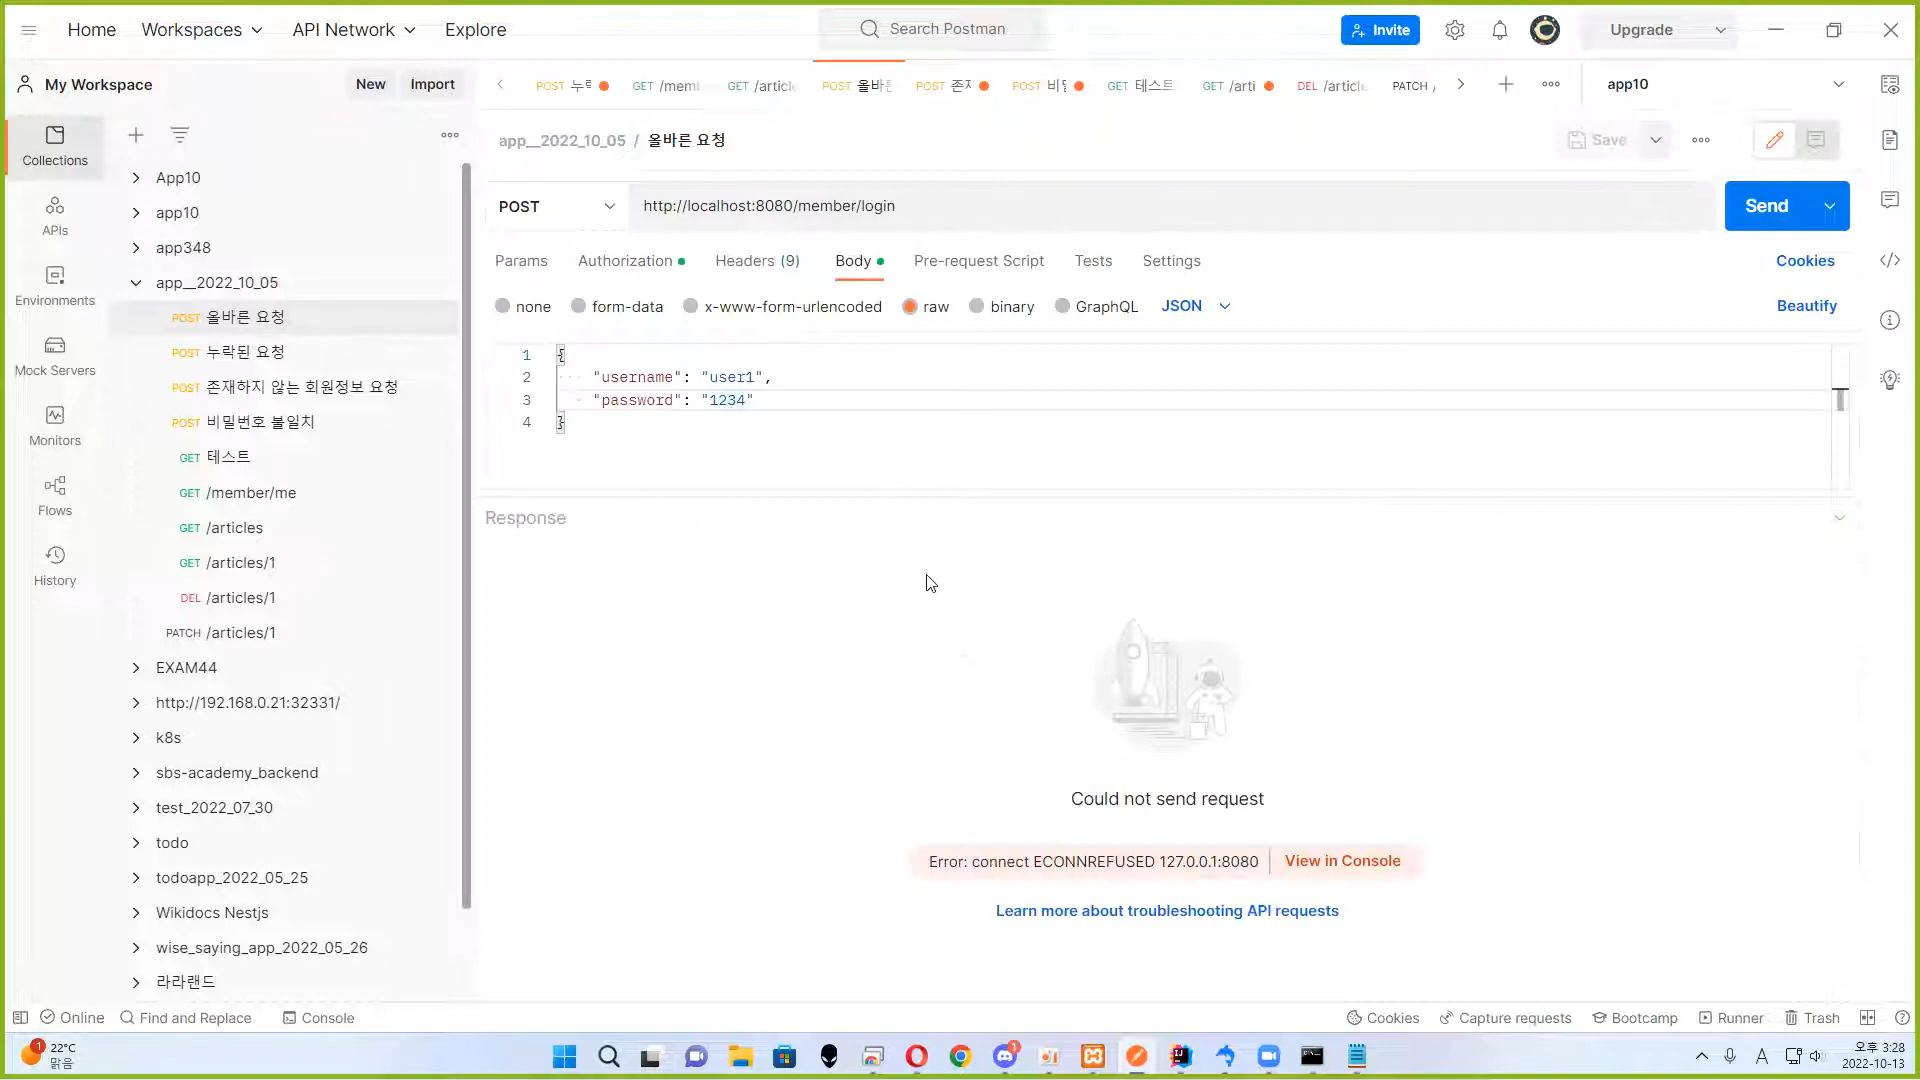 Home Workspaces API Network Explore Search Postman Invite Upgrade
My Workspace New Import
POST 누락 GET /memb GET /article POST 올바른 POST 존재 POST 비밀 GET 테스트 GET /arti DEL /article PATCH / app10
Collections
APIs
Environments
Mock Servers
Monitors
Flows
History
App10
app10
app348
app__2022_10_05
POST 올바른 요청
POST 누락된 요청
POST 존재하지 않는 회원정보 요청
POST 비밀번호 불일치
GET 테스트
GET /member/me
GET /articles
GET /articles/1
DEL /articles/1
PATCH /articles/1
EXAM44
http://192.168.0.21:32331/
k8s
sbs-academy_backend
test_2022_07_30
todo
todoapp_2022_05_25
Wikidocs Nestjs
wise_saying_app_2022_05_26
라라랜드
app__2022_10_05 / 올바른 요청 Save
POST http://localhost:8080/member/login Send
Params Authorization Headers (9) Body Pre-request Script Tests Settings Cookies
none form-data x-www-form-urlencoded raw binary GraphQL JSON Beautify
1 {
2 "username": "user1",
3 "password": "1234"
4 }
Response
Could not send request
Error: connect ECONNREFUSED 127.0.0.1:8080 View in Console
Learn more about troubleshooting API requests
Online Find and Replace Console Cookies Capture requests Bootcamp Runner Trash
1 22°C
맑음
1
A
오후 3:28
2022-10-13